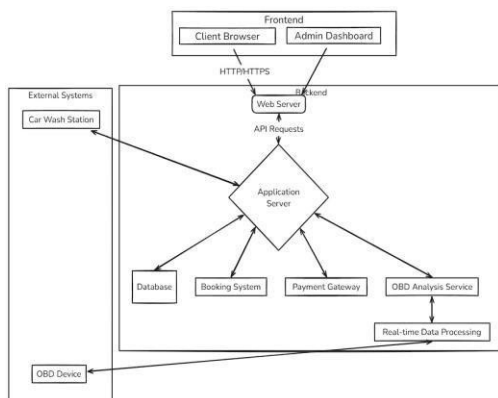 Frontend
Client Browser
Admin Dashboard
HTTP/HTTPS
External Systems
Backend
Web Server
Car Wash Station
API Requests
Application
Server
Database
Booking System
Payment Gateway
OBD Analysis Service
Real-time Data Processing
OBD Device